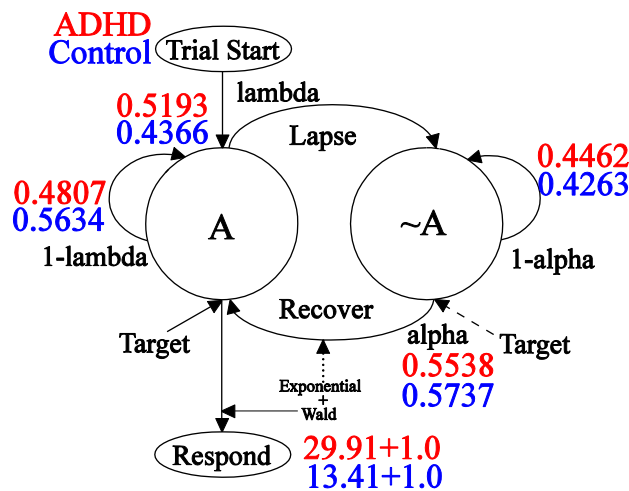 ADHD
Control
Trial Start
lambda
0.5193
0.4366
Lapse
0.4462
0.4263
0.4807
0.5634
A
~A
1-lambda
1-alpha
Recover
Target
alpha
Target
0.5538
0.5737
Exponential
+
Wald
Respond
29.91+1.0
13.41+1.0